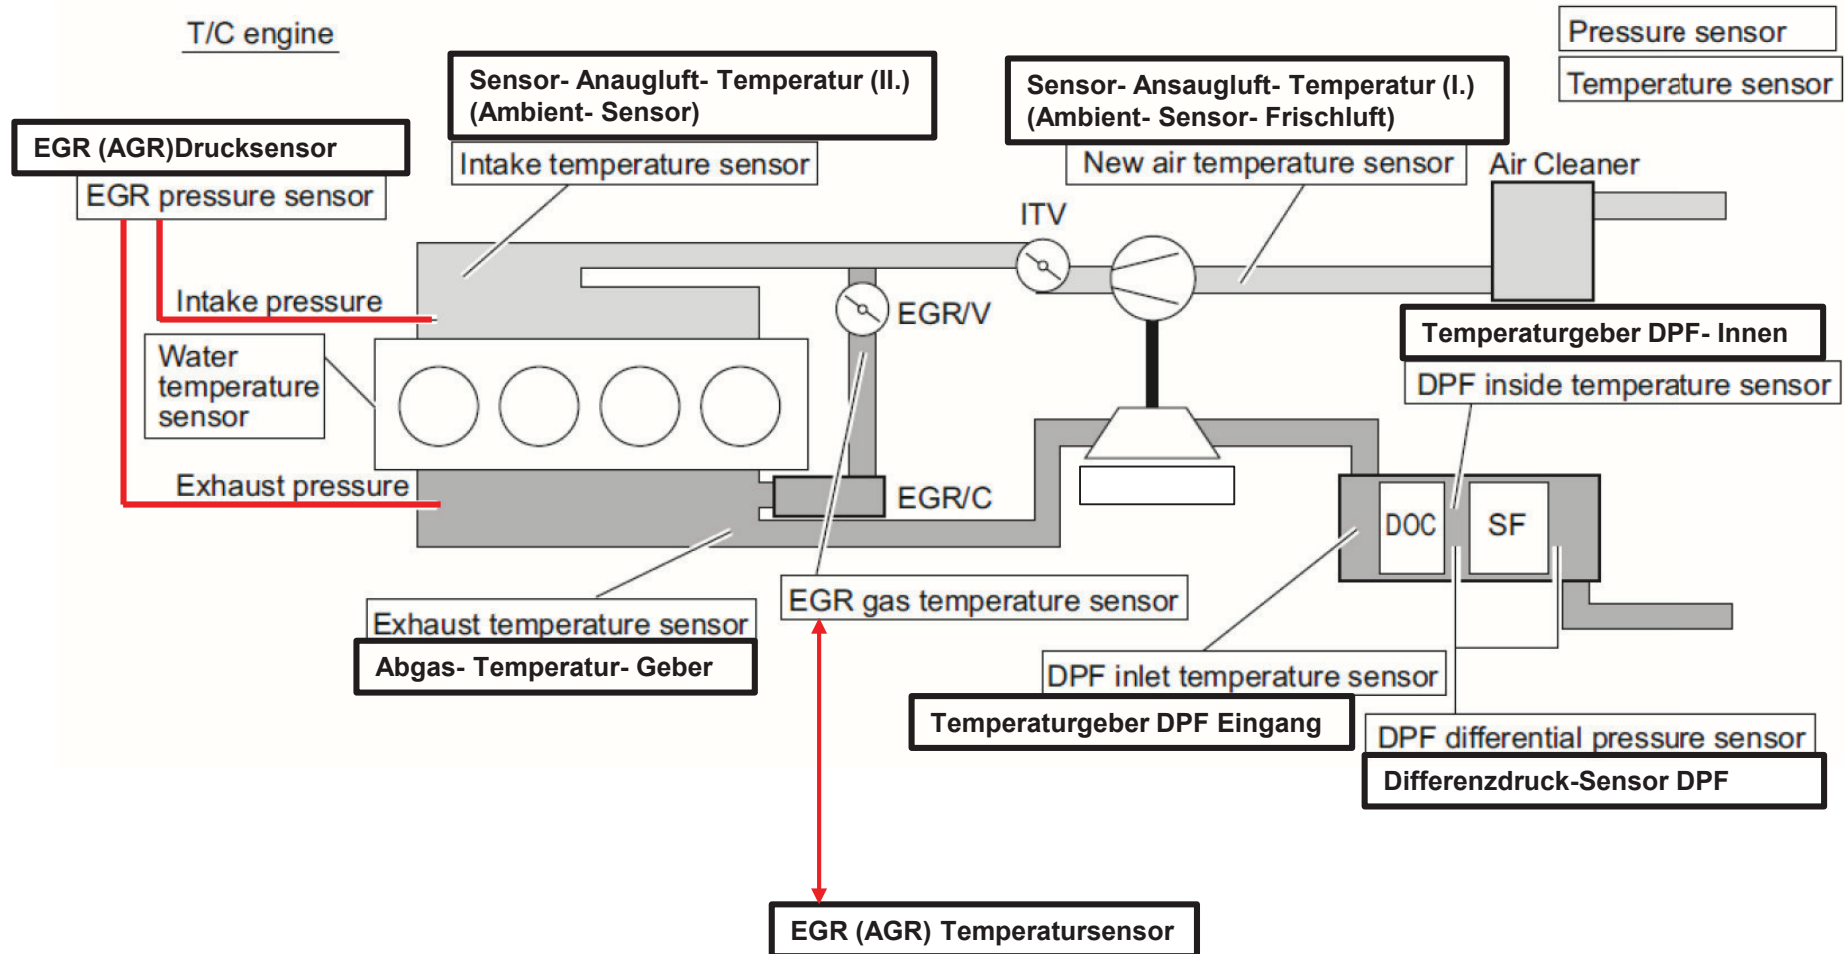 T/C engine
Pressure sensor
Temperature sensor
Sensor- Anaugluft- Temperatur (II.)
(Ambient- Sensor)
Intake temperature sensor
Sensor- Ansaugluft- Temperatur (I.)
(Ambient- Sensor- Frischluft)
New air temperature sensor
EGR (AGR)Drucksensor
EGR pressure sensor
Air Cleaner
ITV
Intake pressure
EGR/V
Water
temperature
sensor
Temperaturgeber DPF- Innen
DPF inside temperature sensor
Exhaust pressure
EGR/C
DOC
SF
EGR gas temperature sensor
Exhaust temperature sensor
Abgas- Temperatur- Geber
DPF inlet temperature sensor
Temperaturgeber DPF Eingang
DPF differential pressure sensor
Differenzdruck-Sensor DPF
EGR (AGR) Temperatursensor